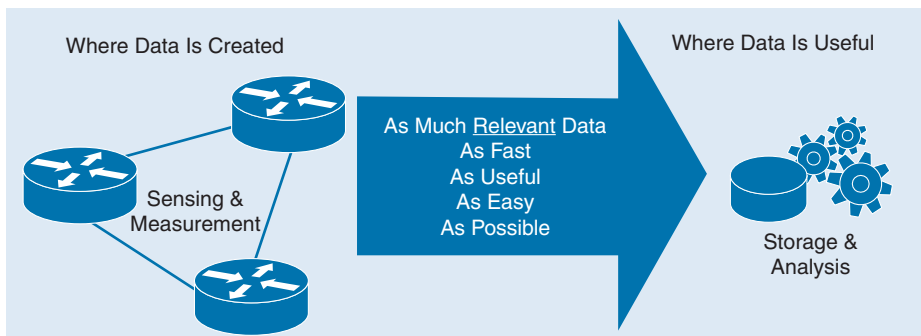 Where Data Is Created
Sensing &
Measurement
As Much Relevant Data
As Fast
As Useful
As Easy
As Possible
Where Data Is Useful
Storage &
Analysis